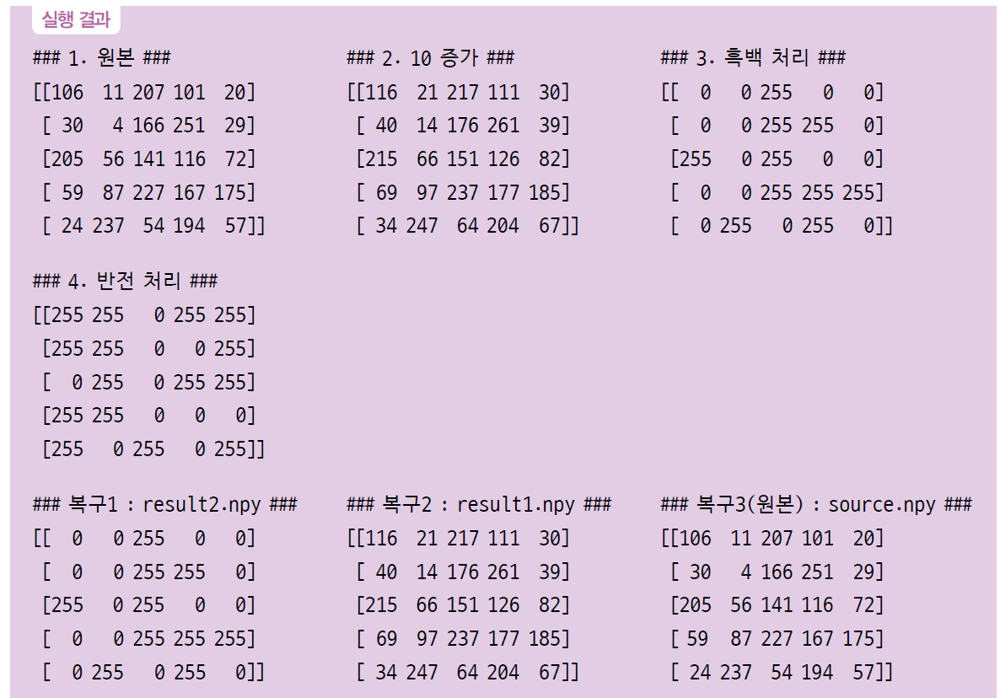 실행 결과
### 1. 원본 ###
[[106  11 207 101  20]
 [ 30   4 166 251  29]
 [205  56 141 116  72]
 [ 59  87 227 167 175]
 [ 24 237  54 194  57]]
### 2. 10 증가 ###
[[116  21 217 111  30]
 [ 40  14 176 261  39]
 [215  66 151 126  82]
 [ 69  97 237 177 185]
 [ 34 247  64 204  67]]
### 3. 흑백 처리 ###
[[  0   0 255   0   0]
 [  0   0 255 255   0]
 [255   0 255   0   0]
 [  0   0 255 255 255]
 [  0 255   0 255   0]]
### 4. 반전 처리 ###
[[255 255   0 255 255]
 [255 255   0   0 255]
 [  0 255   0 255 255]
 [255 255   0   0   0]
 [255   0 255   0 255]]
### 복구1 : result2.npy ###
[[  0   0 255   0   0]
 [  0   0 255 255   0]
 [255   0 255   0   0]
 [  0   0 255 255 255]
 [  0 255   0 255   0]]
### 복구2 : result1.npy ###
[[116  21 217 111  30]
 [ 40  14 176 261  39]
 [215  66 151 126  82]
 [ 69  97 237 177 185]
 [ 34 247  64 204  67]]
### 복구3(원본) : source.npy ###
[[106  11 207 101  20]
 [ 30   4 166 251  29]
 [205  56 141 116  72]
 [ 59  87 227 167 175]
 [ 24 237  54 194  57]]